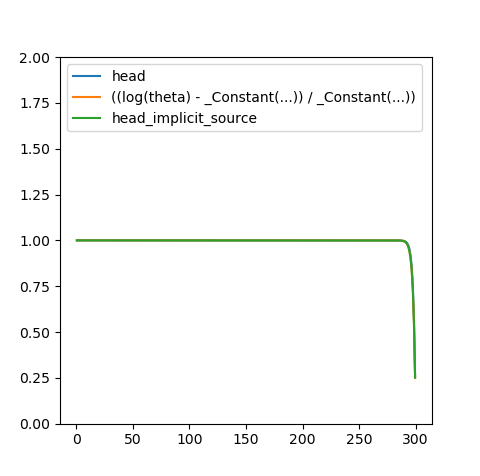 head
((log(theta) - _Constant(...)) / _Constant(...))
head_implicit_source
2.00
1.75
1.50
1.25
1.00
0.75
0.50
0.25
0.00
0 50 100 150 200 250 300